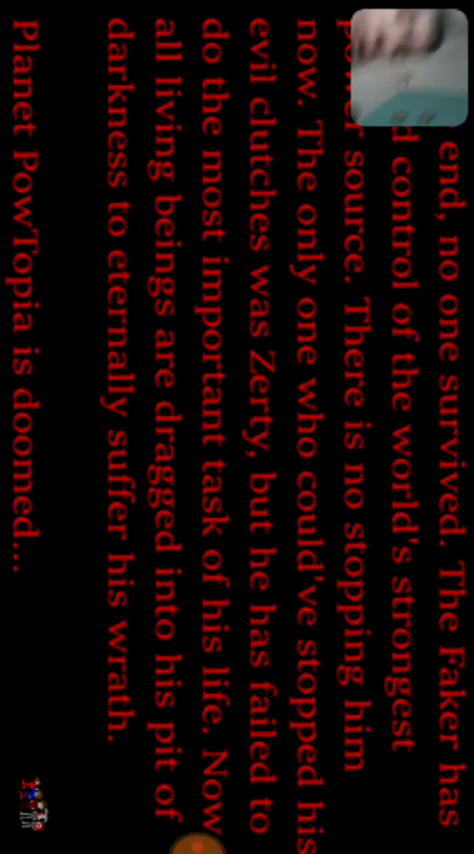 end, no one survived. The Faker has
control of the world's strongest
source. There is no stopping him
now. The only one who could've stopped his
evil clutches was Zerty, but he has failed to
do the most important task of his life. Now
all living beings are dragged into his pit of
darkness to eternally suffer his wrath.
Planet PowTopia is doomed...